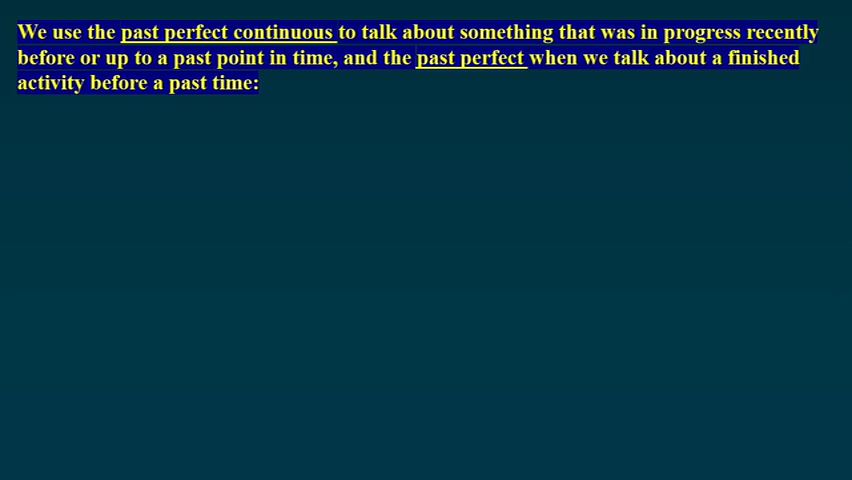 We use the past perfect continuous to talk about something that was in progress recently
before or up to a past point in time, and the past perfect when we talk about a finished
activity before a past time: